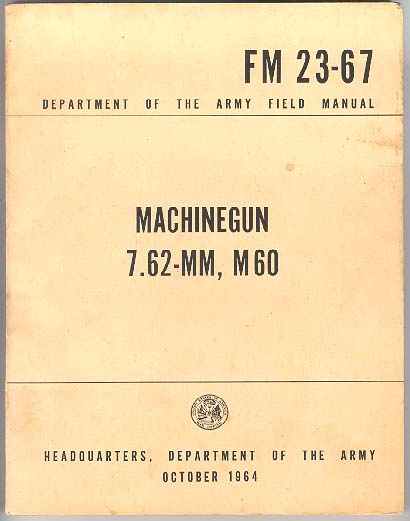 FM 23-67
DEPARTMENT OF THE ARMY FIELD MANUAL
MACHINEGUN
7.62-MM, M60
HEADQUARTERS, DEPARTMENT OF THE ARMY
OCTOBER 1964